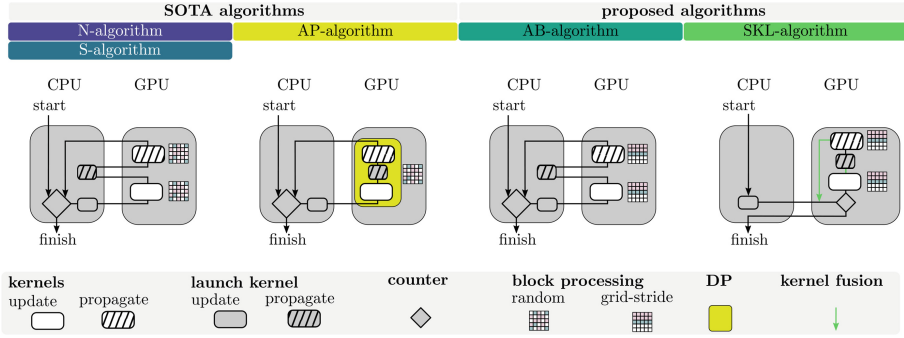 SOTA algorithms proposed algorithms
N-algorithm AP-algorithm AB-algorithm SKL-algorithm
S-algorithm
CPU GPU CPU GPU CPU GPU CPU GPU
start start start start
finish finish finish finish
kernels launch kernel counter block processing DP kernel fusion
update propagate update propagate random grid-stride